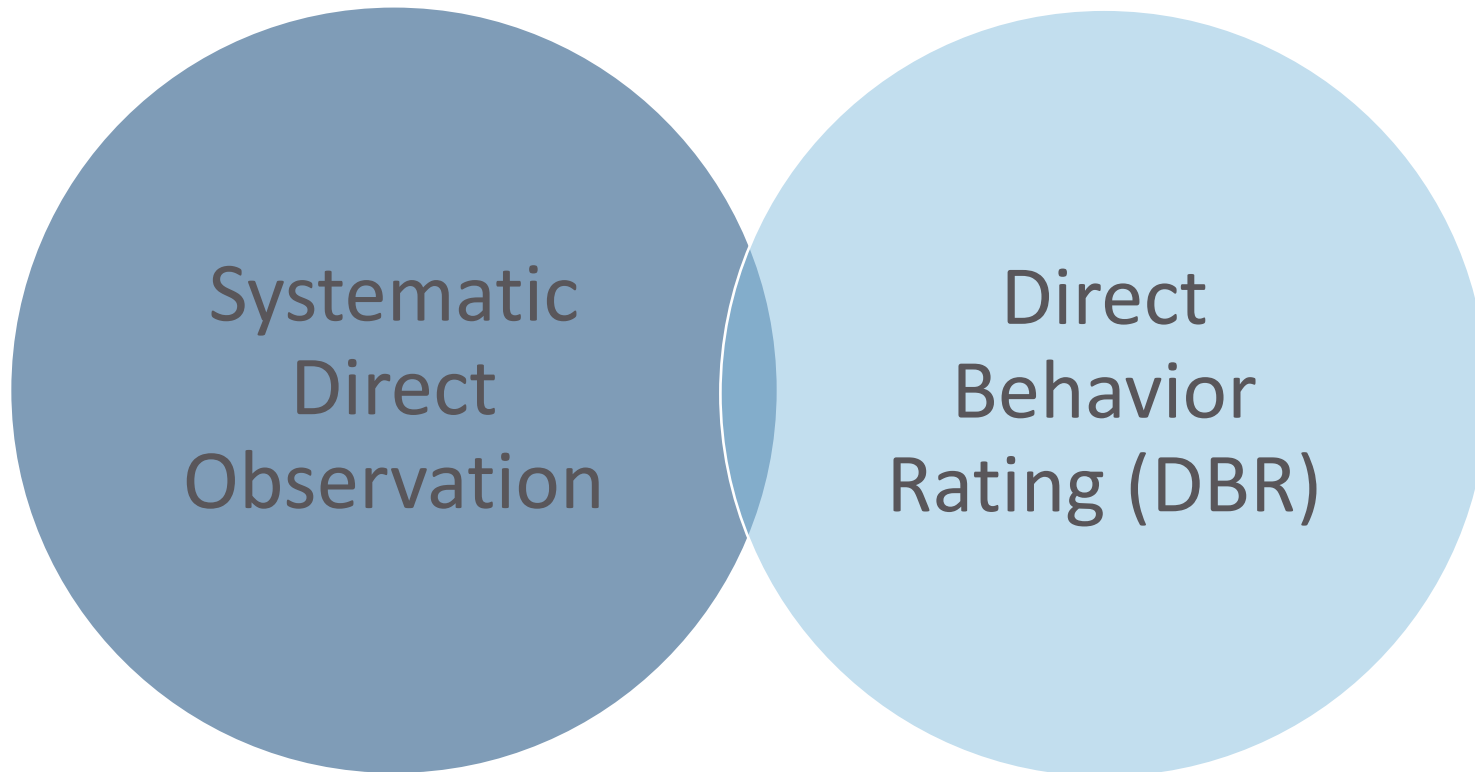 Systematic
Direct
Observation
Direct
Behavior
Rating (DBR)